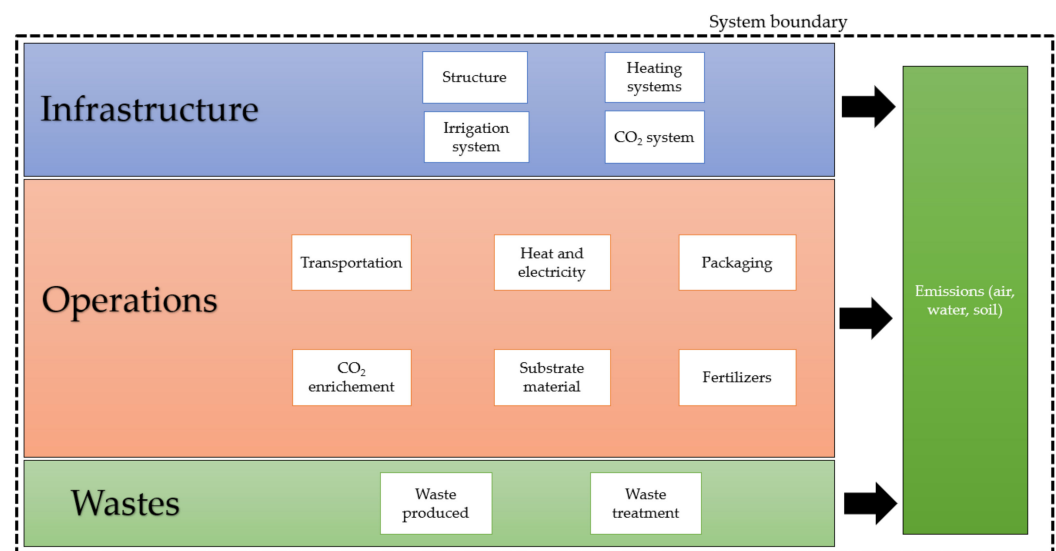 System boundary
Infrastructure
Structure
Heating
systems
Irrigation
system
CO₂ system
Operations
Transportation
Heat and
electricity
Packaging
CO₂
enrichement
Substrate
material
Fertilizers
Emissions (air,
water, soil)
Wastes
Waste
produced
Waste
treatment